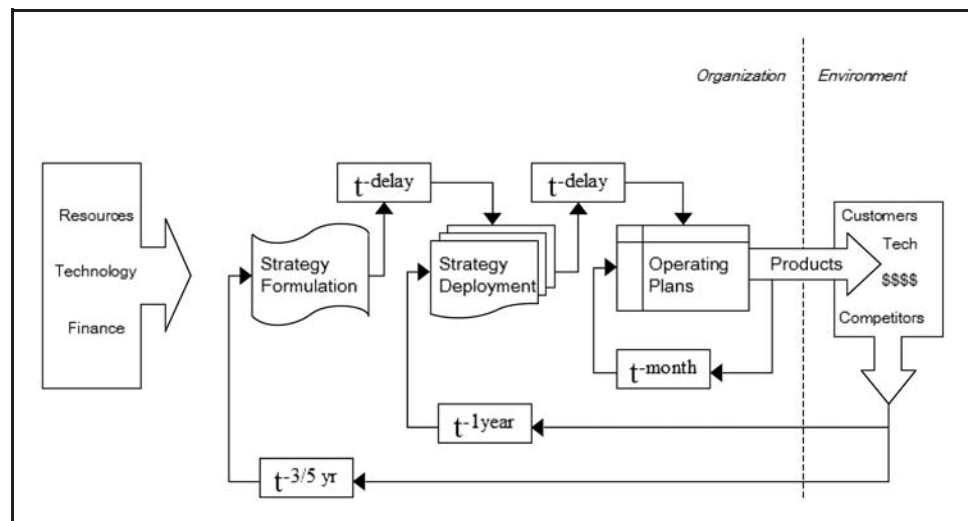 Organization
Environment
t-delay
t-delay
Resources
Technology
Finance
Strategy
Formulation
Strategy
Deployment
Operating
Plans
Products
Customers
Tech
$$$$
Competitors
t-month
t-1year
t-3/5 yr